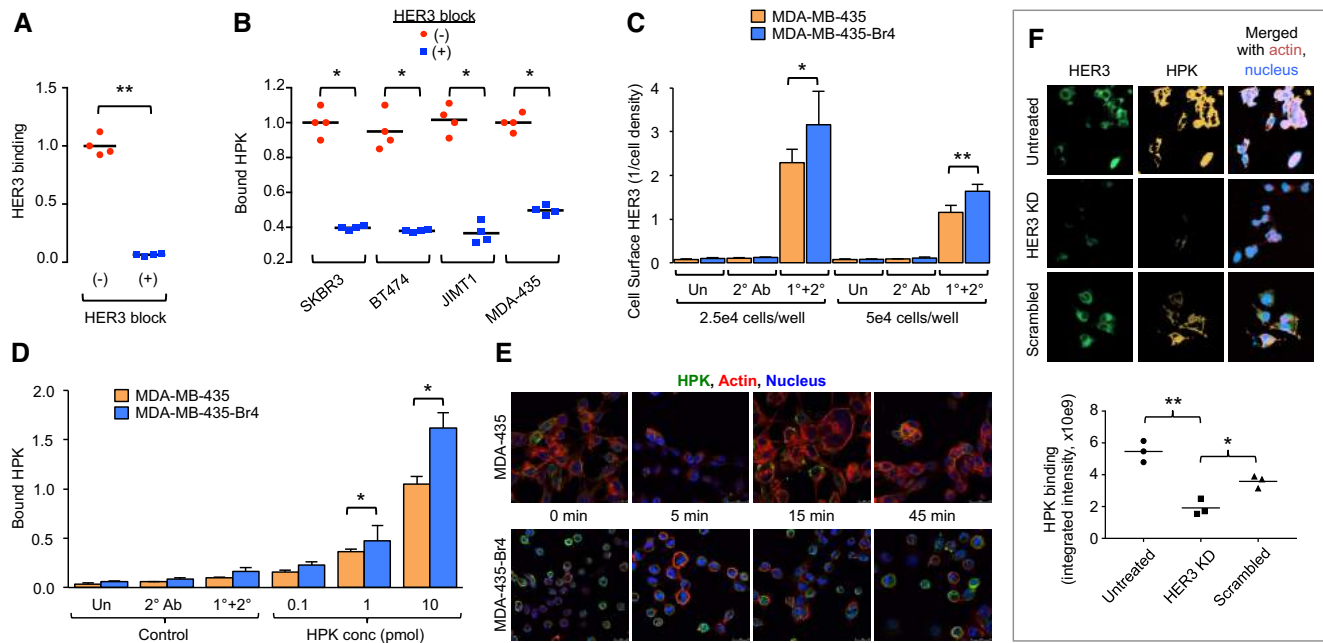 A
HER3 binding
1.5
1.0
0.5
0.0
**
(-)
(+)
HER3 block
B
HER3 block
(-)
(+)
Bound HPK
1.2
1.0
0.8
0.6
0.4
0.2
*
*
*
*
SKBR3
BT474
JIMT1
MDA-435
C
MDA-MB-435
MDA-MB-435-Br4
Cell Surface HER3 (1/cell density)
4
3
2
1
0
*
**
Un
2° Ab
1°+2°
Un
2° Ab
1°+2°
2.5e4 cells/well
5e4 cells/well
D
MDA-MB-435
MDA-MB-435-Br4
Bound HPK
2.0
1.5
1.0
0.5
0.0
*
*
Un
2° Ab
1°+2°
0.1
1
10
Control
HPK conc (pmol)
E
HPK, Actin, Nucleus
MDA-435
0 min
5 min
15 min
45 min
MDA-435-Br4
F
HER3
HPK
Merged
with actin,
nucleus
Untreated
HER3 KD
Scrambled
HPK binding
(integrated intensity, x10e9)
8
6
4
2
0
**
*
Untreated
HER3 KD
Scrambled